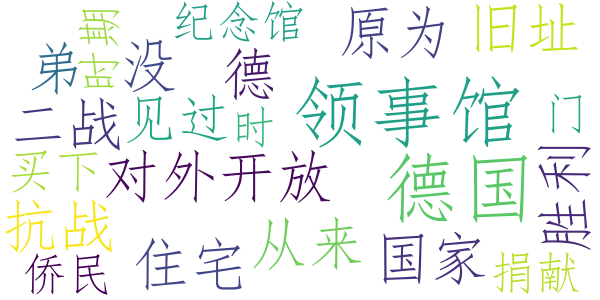 纪念馆
原为
旧址
时期
弟
没
德
二战
见过
时
领事馆
门
买下
对外开放
德国
胜利
抗战
侨民
住宅
从来
国家
捐献